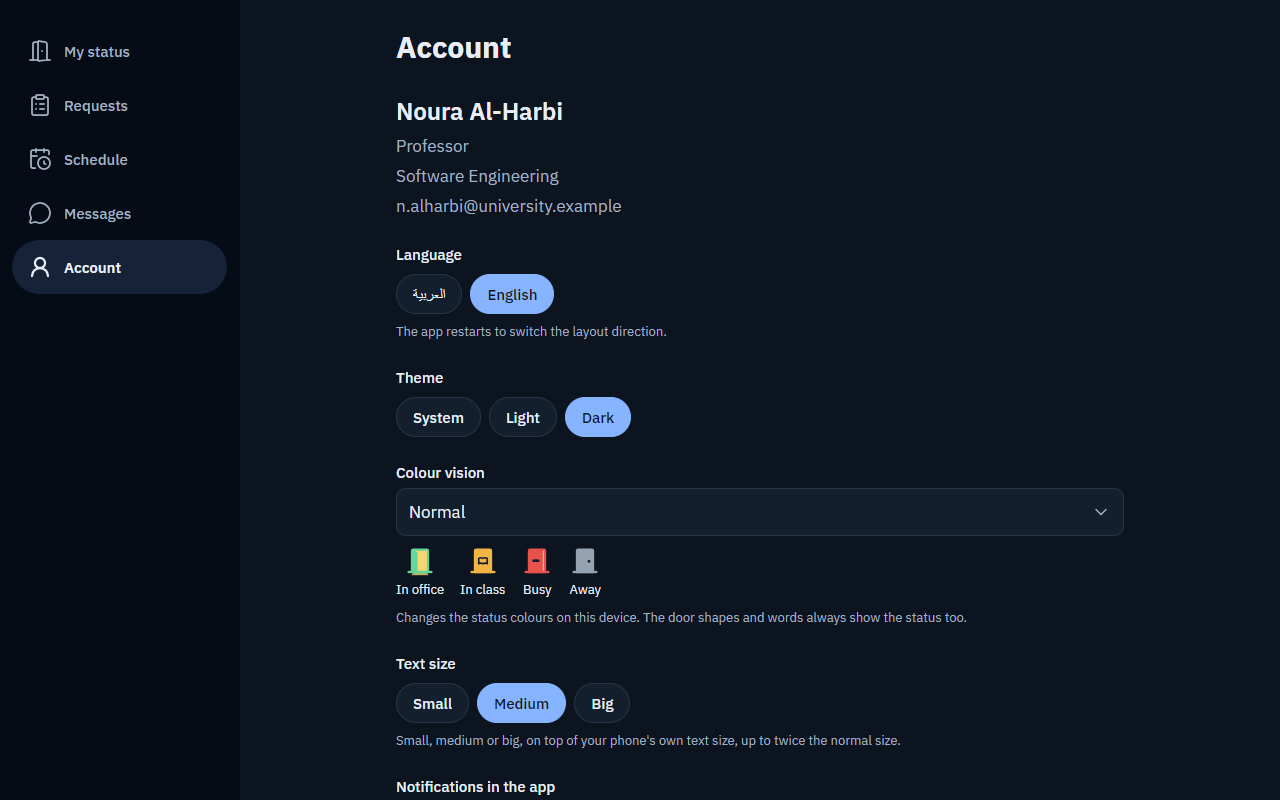 My status
Requests
Schedule
Messages
Account
Account
Noura Al-Harbi
Professor
Software Engineering
n.alharbi@university.example
Language
العربية English
The app restarts to switch the layout direction.
Theme
System Light Dark
Colour vision
Normal
In office In class Busy Away
Changes the status colours on this device. The door shapes and words always show the status too.
Text size
Small Medium Big
Small, medium or big, on top of your phone's own text size, up to twice the normal size.
Notifications in the app